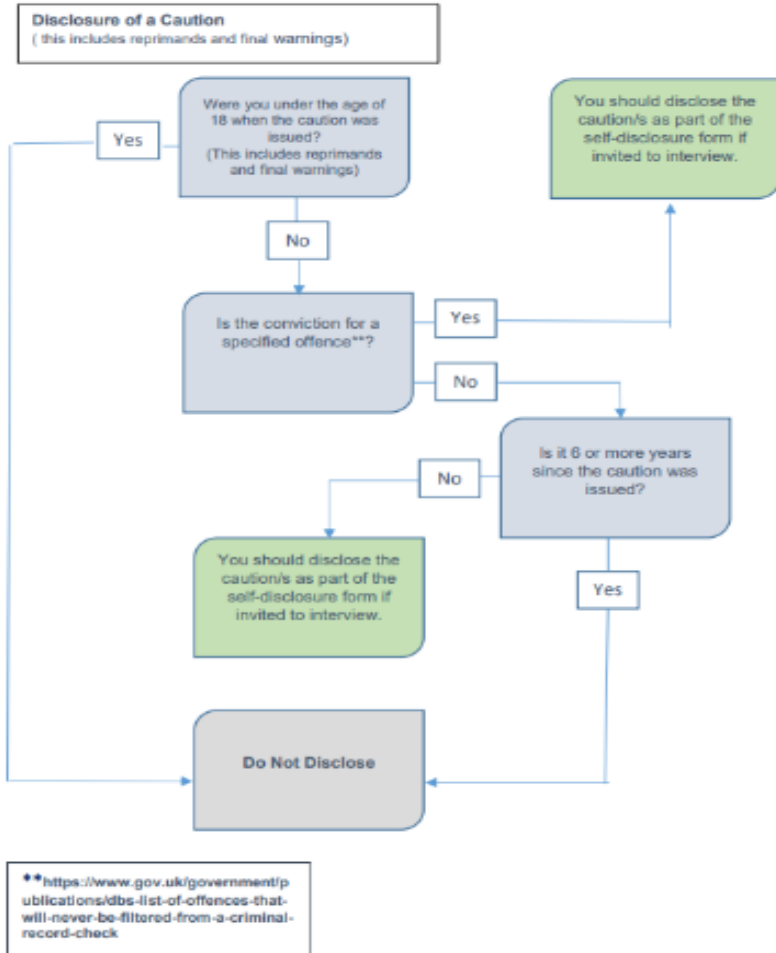 Disclosure of a Caution
( this includes reprimands and final warnings)
Were you under the age of
18 when the caution was
issued?
(This includes reprimands
and final warnings)
Yes
You should disclose the
caution/s as part of the
self-disclosure form if
invited to interview.
No
Is the conviction for a
specified offence**?
Yes
No
Is it 6 or more years
since the caution was
issued?
No
You should disclose the
caution/s as part of the
self-disclosure form if
invited to interview.
Yes
Do Not Disclose
**https://www.gov.uk/government/p
ublications/dbs-list-of-offences-that-
will-never-be-filtered-from-a-criminal-
record-check